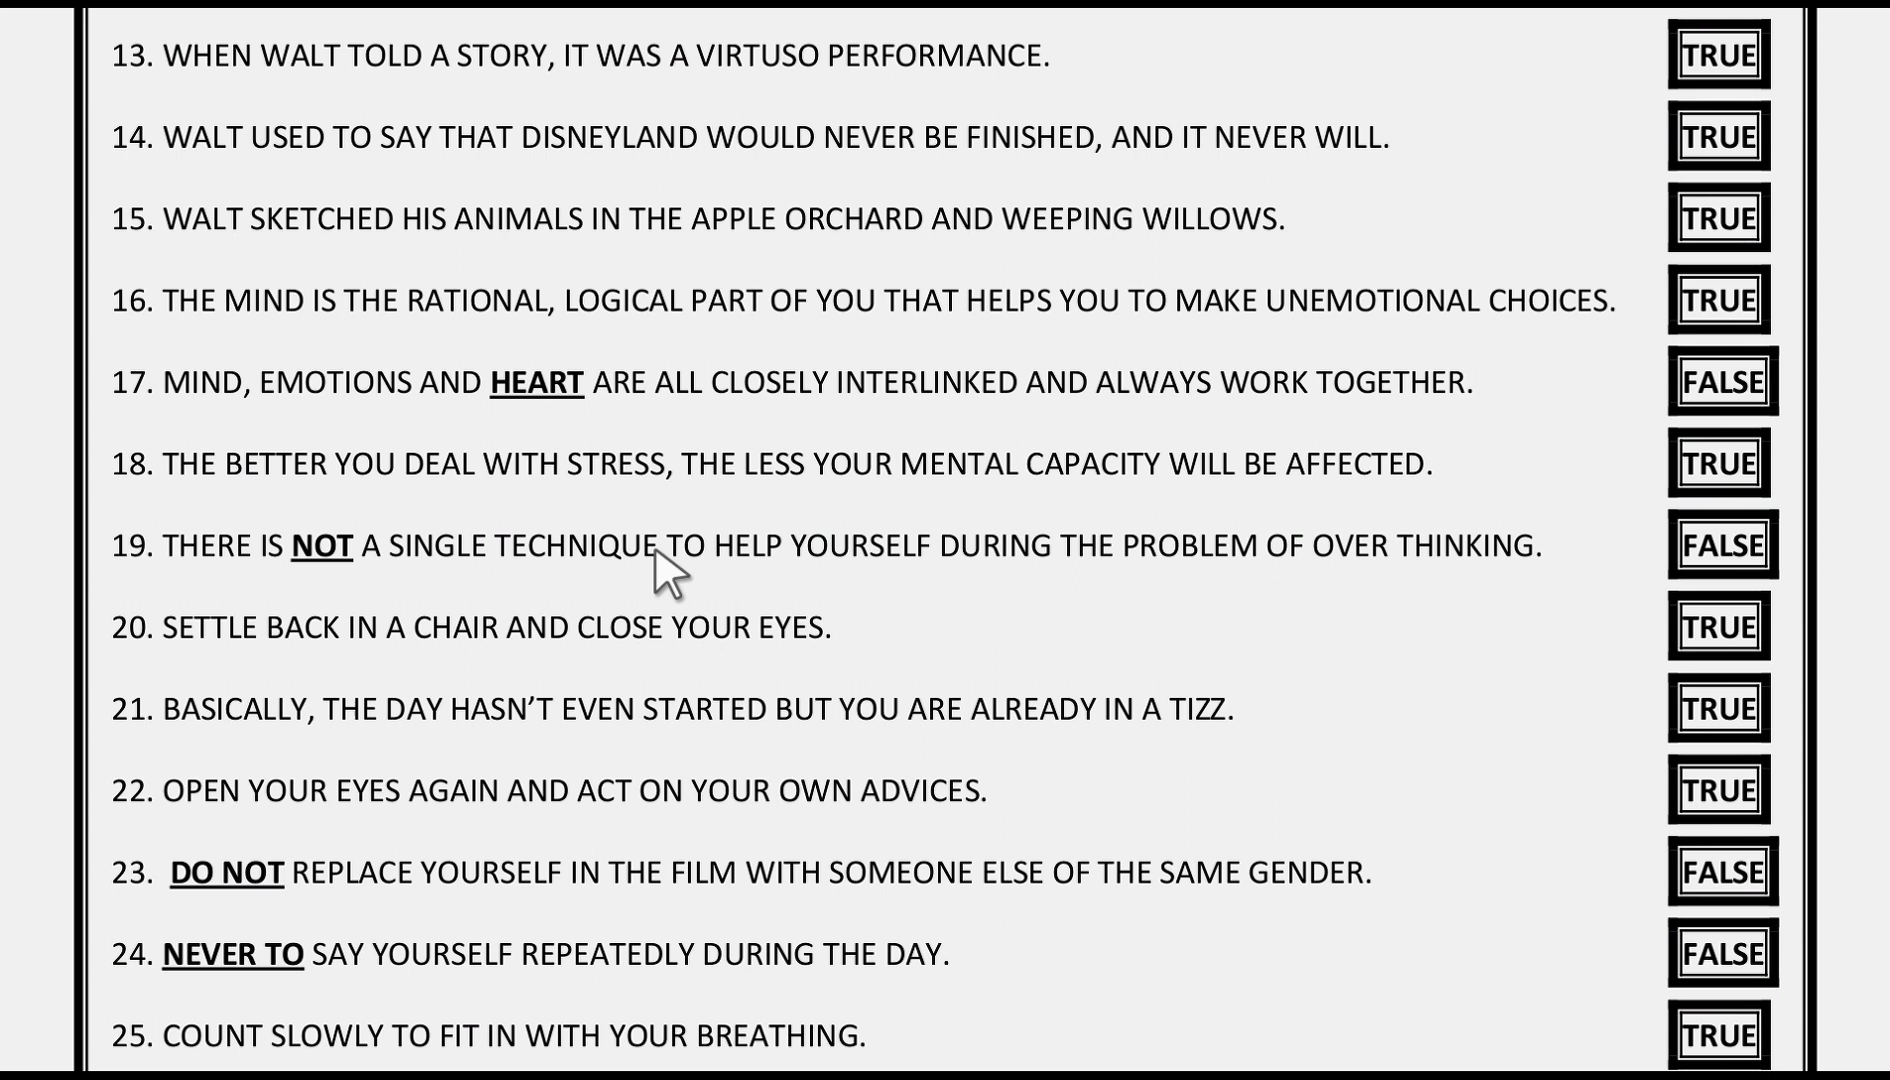 13. WHEN WALT TOLD A STORY, IT WAS A VIRTUSO PERFORMANCE. TRUE
14. WALT USED TO SAY THAT DISNEYLAND WOULD NEVER BE FINISHED, AND IT NEVER WILL. TRUE
15. WALT SKETCHED HIS ANIMALS IN THE APPLE ORCHARD AND WEEPING WILLOWS. TRUE
16. THE MIND IS THE RATIONAL, LOGICAL PART OF YOU THAT HELPS YOU TO MAKE UNEMOTIONAL CHOICES. TRUE
17. MIND, EMOTIONS AND HEART ARE ALL CLOSELY INTERLINKED AND ALWAYS WORK TOGETHER. FALSE
18. THE BETTER YOU DEAL WITH STRESS, THE LESS YOUR MENTAL CAPACITY WILL BE AFFECTED. TRUE
19. THERE IS NOT A SINGLE TECHNIQUE TO HELP YOURSELF DURING THE PROBLEM OF OVER THINKING. FALSE
20. SETTLE BACK IN A CHAIR AND CLOSE YOUR EYES. TRUE
21. BASICALLY, THE DAY HASN’T EVEN STARTED BUT YOU ARE ALREADY IN A TIZZ. TRUE
22. OPEN YOUR EYES AGAIN AND ACT ON YOUR OWN ADVICES. TRUE
23. DO NOT REPLACE YOURSELF IN THE FILM WITH SOMEONE ELSE OF THE SAME GENDER. FALSE
24. NEVER TO SAY YOURSELF REPEATEDLY DURING THE DAY. FALSE
25. COUNT SLOWLY TO FIT IN WITH YOUR BREATHING. TRUE